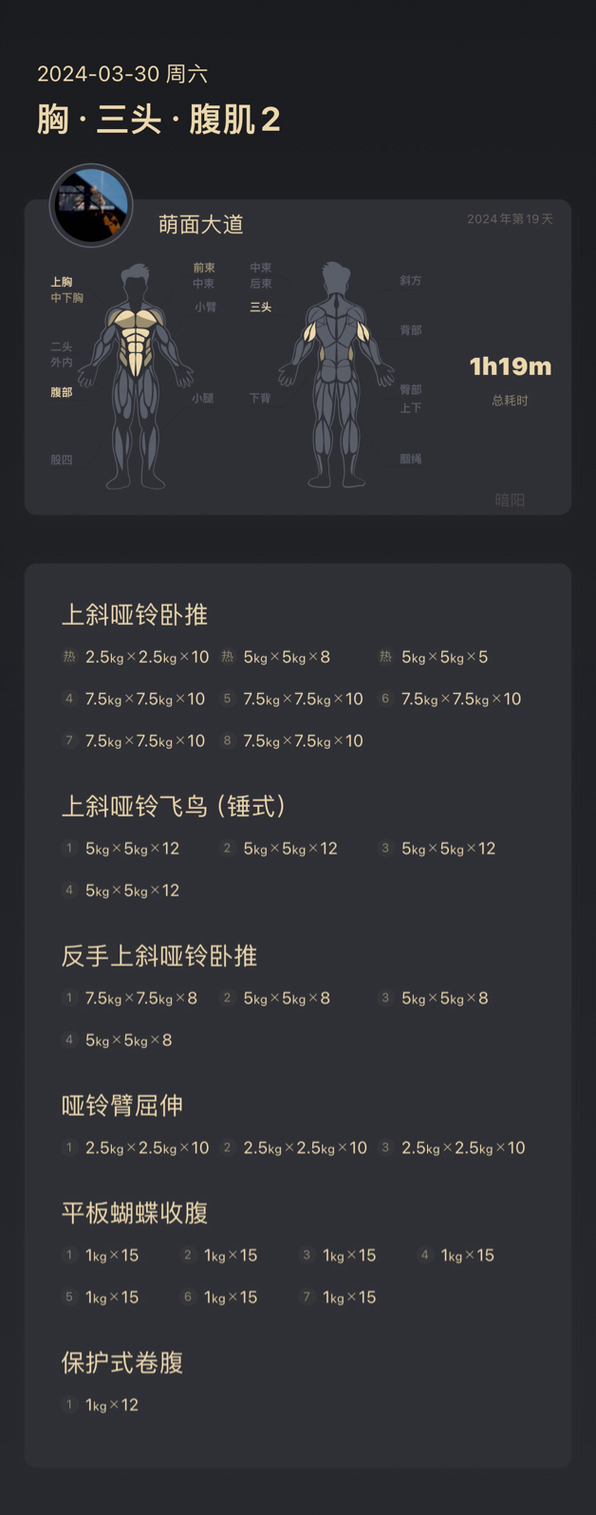 2024-03-30 周六
胸 · 三头 · 腹肌 2
萌面大道
2024年第19天
上胸
中下胸
前束
中束
小臂
二头
外内
腹部
小腿
股四
中束
后束
三头
下背
斜方
背部
臀部
上下
腘绳
1h19m
总耗时
暗阳
上斜哑铃卧推
热 2.5kg×2.5kg×10 热 5kg×5kg×8 热 5kg×5kg×5
4 7.5kg×7.5kg×10 5 7.5kg×7.5kg×10 6 7.5kg×7.5kg×10
7 7.5kg×7.5kg×10 8 7.5kg×7.5kg×10
上斜哑铃飞鸟（锤式）
1 5kg×5kg×12 2 5kg×5kg×12 3 5kg×5kg×12
4 5kg×5kg×12
反手上斜哑铃卧推
1 7.5kg×7.5kg×8 2 5kg×5kg×8 3 5kg×5kg×8
4 5kg×5kg×8
哑铃臂屈伸
1 2.5kg×2.5kg×10 2 2.5kg×2.5kg×10 3 2.5kg×2.5kg×10
平板蝴蝶收腹
1 1kg×15 2 1kg×15 3 1kg×15 4 1kg×15
5 1kg×15 6 1kg×15 7 1kg×15
保护式卷腹
1 1kg×12